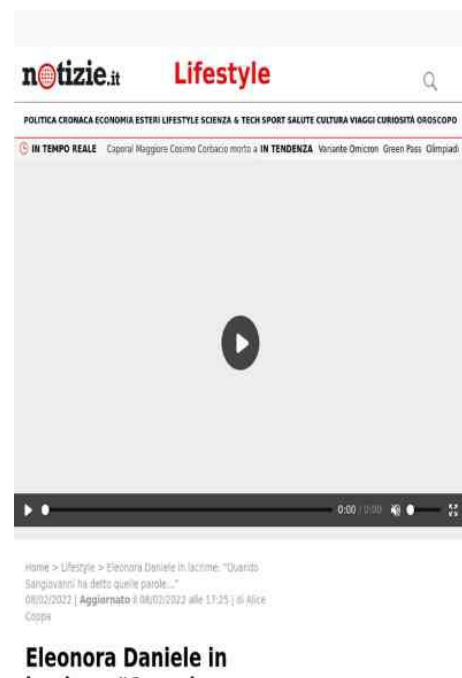 notizie.it
Lifestyle
POLITICA CRONACA ECONOMIA ESTERI LIFESTYLE SCIENZA & TECH SPORT SALUTE CULTURA VIAGGI CURIOSITÀ OROSCOPO
IN TEMPO REALE Caporal Maggiore Cosimo Corbacio morto a IN TENDENZA Variante Omicron Green Pass Olimpiadi
0:00 / 0:00
Home > Lifestyle > Eleonora Daniele in lacrime: "Quando
Sangiovanni ha detto quelle parole..."
08/02/2022 | Aggiornato il 08/02/2022 alle 17:25 | di Alice
Coppa
Eleonora Daniele in